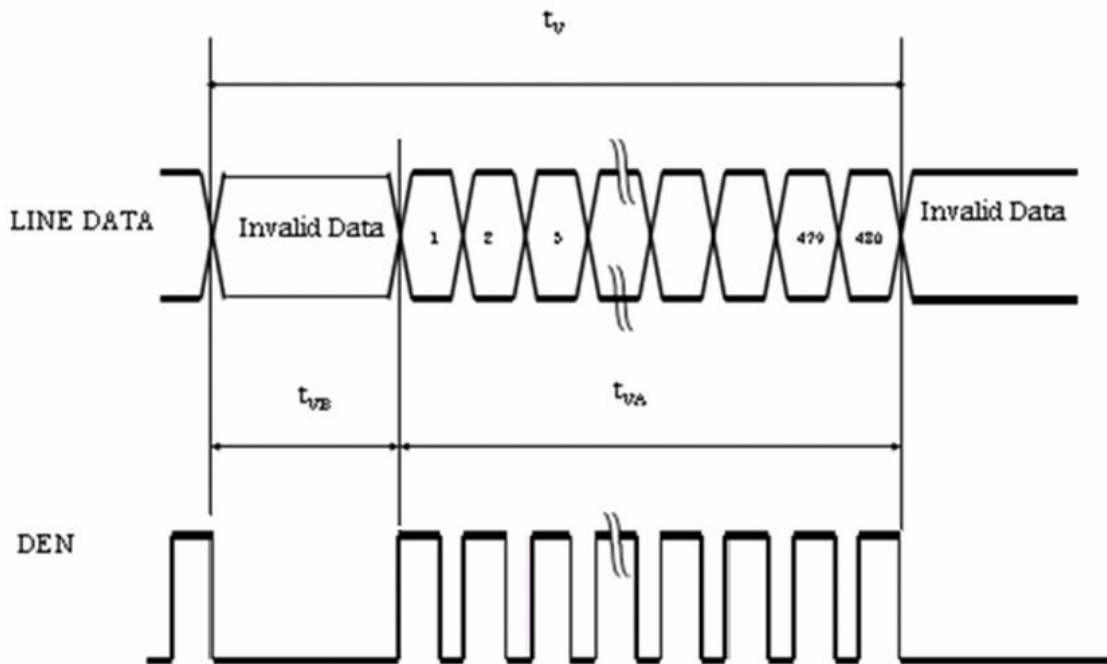 tᵥ
LINE DATA
Invalid Data
1
2
3
479
480
Invalid Data
tVB
tVA
DEN